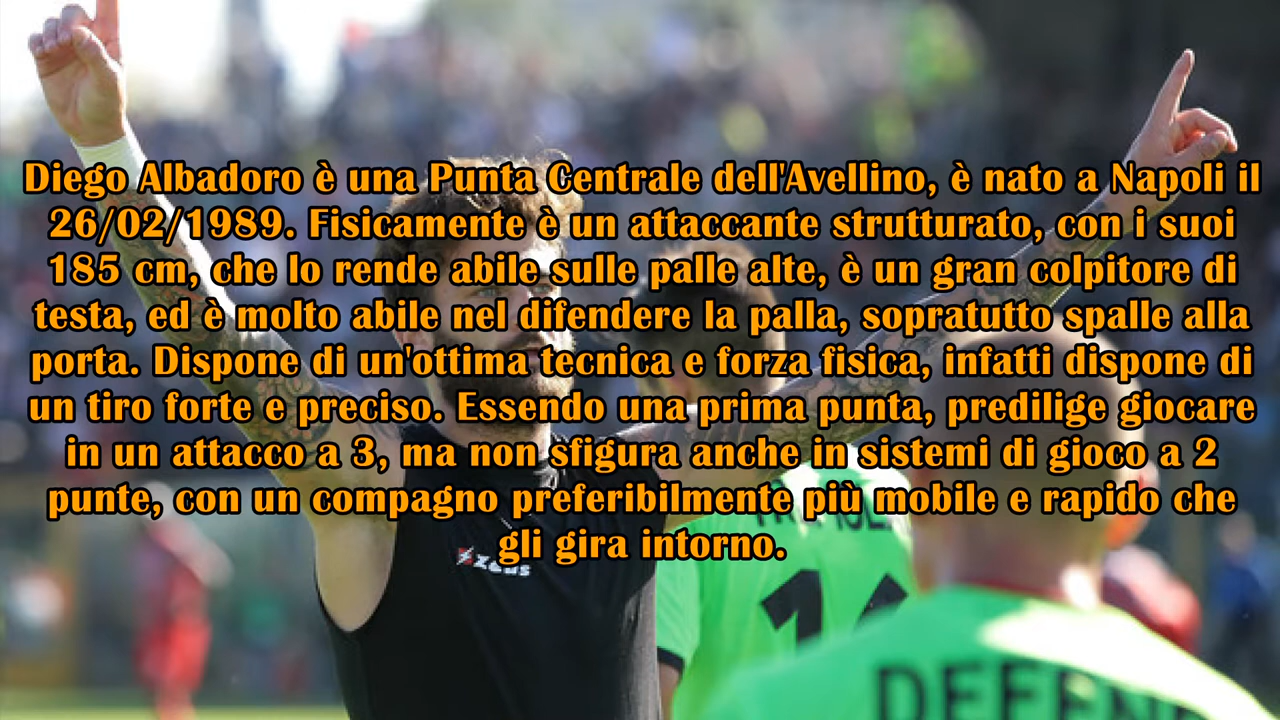 Diego Albadoro è una Punta Centrale dell'Avellino, è nato a Napoli il
26/02/1989. Fisicamente è un attaccante strutturato, con i suoi
185 cm, che lo rende abile sulle palle alte, è un gran colpitore di
testa, ed è molto abile nel difendere la palla, sopratutto spalle alla
porta. Dispone di un'ottima tecnica e forza fisica, infatti dispone di
un tiro forte e preciso. Essendo una prima punta, predilige giocare
in un attacco a 3, ma non sfigura anche in sistemi di gioco a 2
punte, con un compagno preferibilmente più mobile e rapido che
gli gira intorno.
zeus